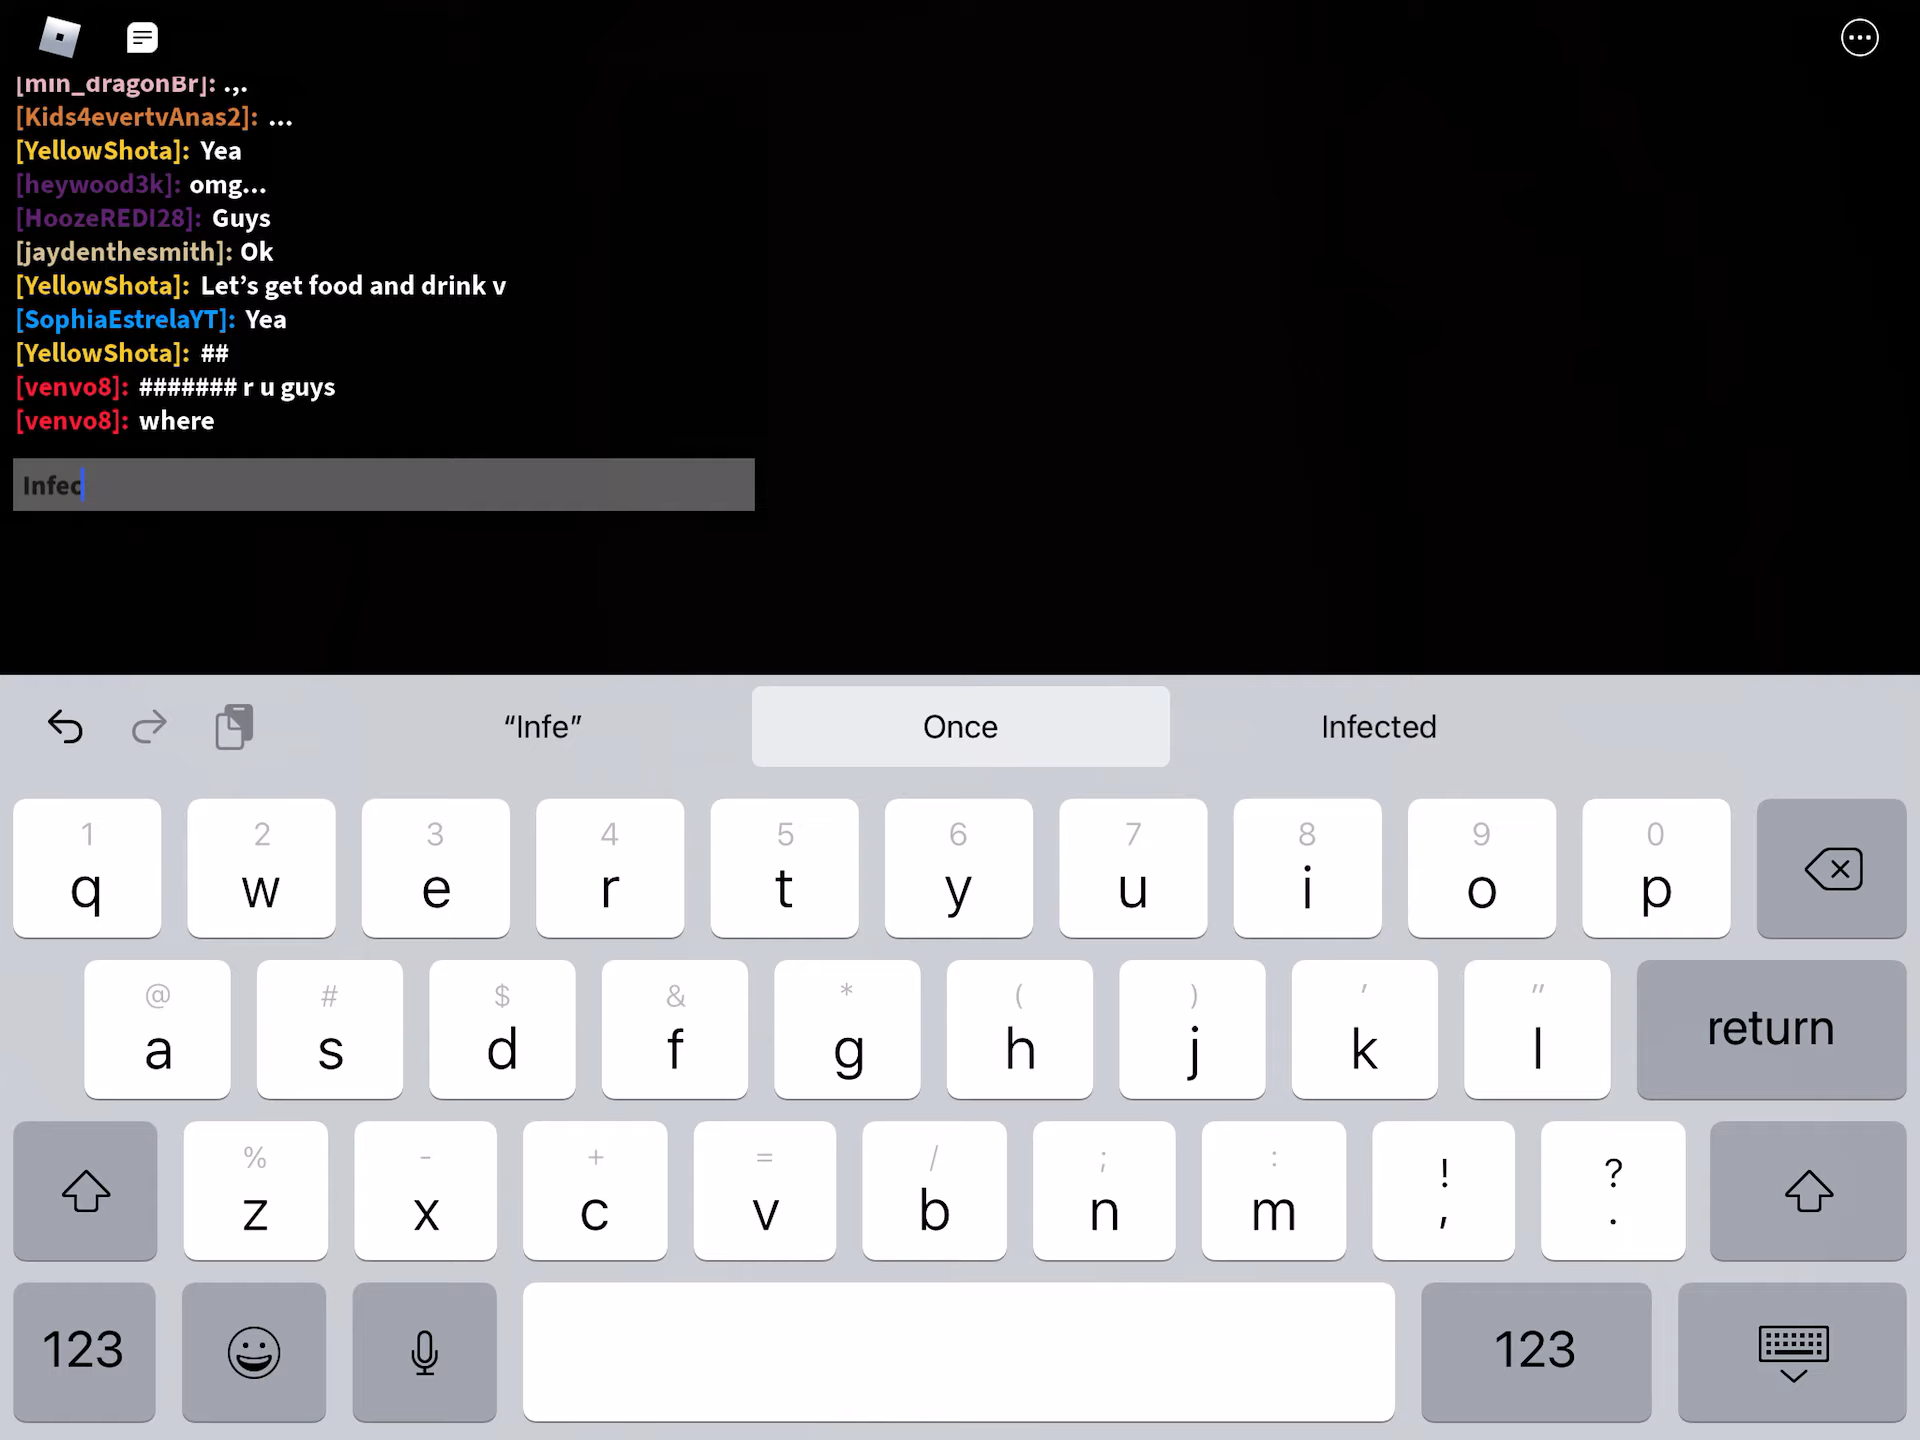 [min_dragonBr]: .,.
[Kids4evertvAnas2]: ...
[YellowShota]: Yea
[heywood3k]: omg...
[HoozeREDI28]: Guys
[jaydenthesmith]: Ok
[YellowShota]: Let’s get food and drink v
[SophiaEstrelaYT]: Yea
[YellowShota]: ##
[venvo8]: ####### r u guys
[venvo8]: where
Infec
“Infe” Once Infected
1 2 3 4 5 6 7 8 9 0
q w e r t y u i o p
@ # $ & * ( ) ' "
a s d f g h j k l return
% - + = / ; : ! ?
z x c v b n m , .
123 123